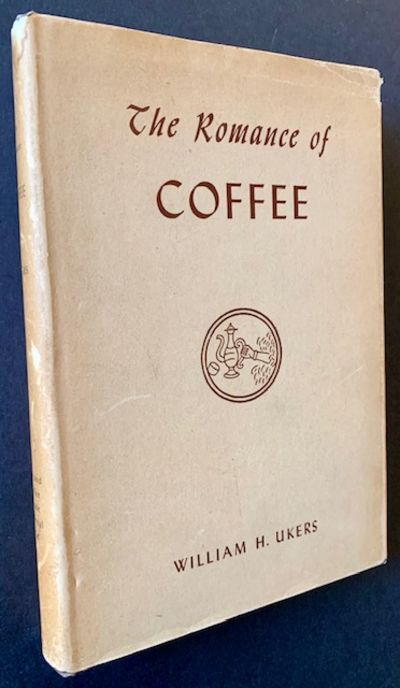 The Romance of
COFFEE
WILLIAM H. UKERS